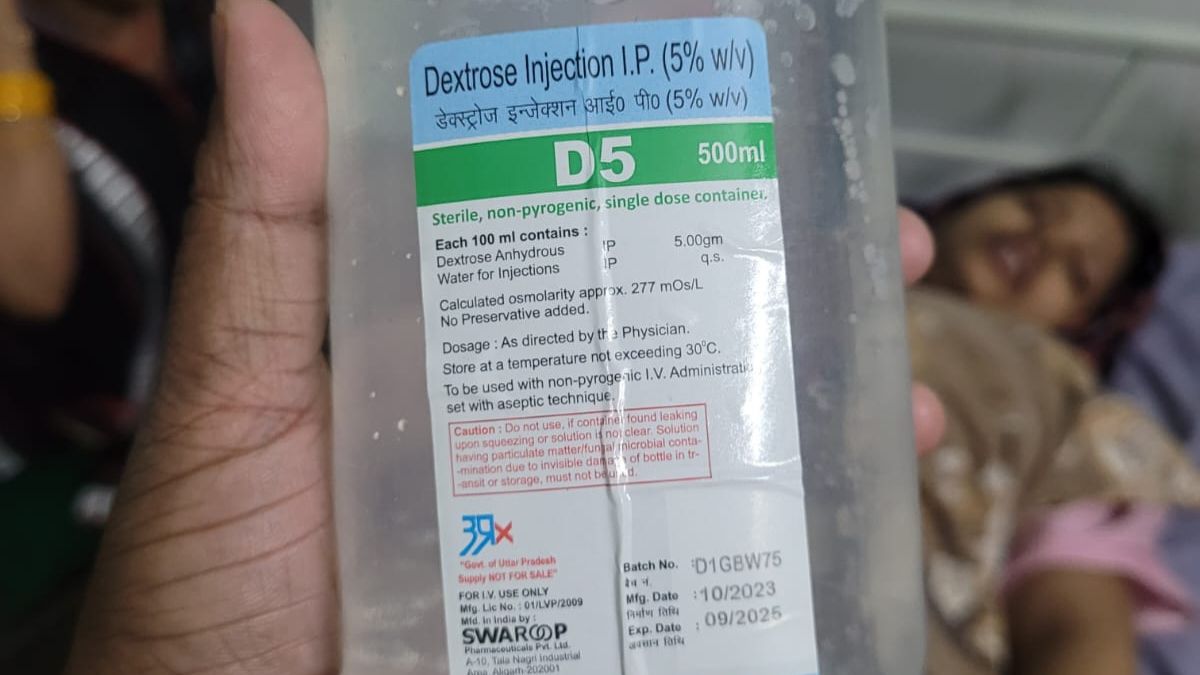 Dextrose Injection I.P. (5% w/v)
डेक्स्ट्रोज इन्जेक्शन आई० पी० (5% w/v)
D5 500ml
Sterile, non-pyrogenic, single dose container.
Each 100 ml contains :
Dextrose Anhydrous IP 5.00gm
Water for Injections IP q.s.
Calculated osmolarity approx. 277 mOs/L
No Preservative added.
Dosage : As directed by the Physician.
Store at a temperature not exceeding 30°C.
To be used with non-pyrogenic I.V.
set with aseptic technique.
Caution : Do not use, if container found leaking
upon squeezing or solution is not clear. Solution
having particulate matter/fungal microbial conta-
-mination due to invisible damage of bottle in tr-
-ansit or storage, must not be used.
"Govt. of Uttar Pradesh
Supply NOT FOR SALE"
FOR I.V. USE ONLY
Mfg. Lic No. : 01/LVP/2009
Mfd. in India by :
SWAROOP
Pharmaceuticals Pvt. Ltd.
A-10, Tala Nagri Industrial
Area, Aligarh-202001
Batch No. :D1GBW75
बैच नं.
Mfg. Date :10/2023
निर्माण तिथि
Exp. Date : 09/2025
अवसान तिथि